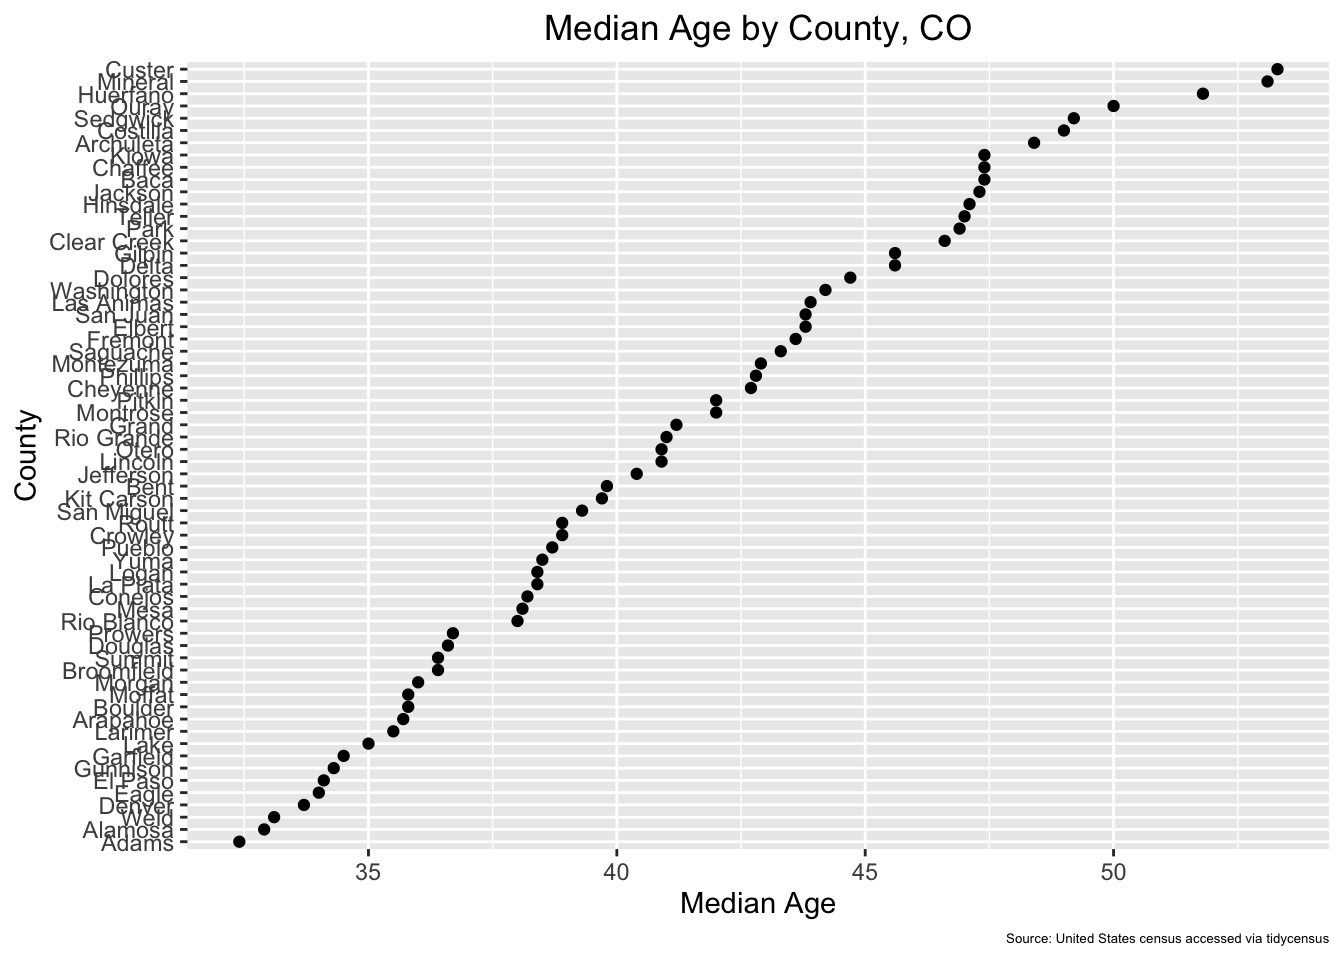 Median Age by County, CO
Custer
Mineral
Huerfano
Ouray
Sedgwick
Costilla
Archuleta
Kiowa
Chaffee
Baca
Jackson
Hinsdale
Teller
Park
Clear Creek
Gilpin
Delta
Dolores
Washington
Las Animas
San Juan
Elbert
Fremont
Saguache
Montezuma
Phillips
Cheyenne
Pitkin
Montrose
Grand
Rio Grande
Otero
Lincoln
Jefferson
Bent
Kit Carson
San Miguel
Routt
Crowley
Pueblo
Yuma
Logan
La Plata
Conejos
Mesa
Rio Blanco
Prowers
Douglas
Summit
Broomfield
Morgan
Moffat
Boulder
Arapahoe
Larimer
Lake
Garfield
Gunnison
El Paso
Eagle
Denver
Weld
Alamosa
Adams
County
35 40 45 50
Median Age
Source: United States census accessed via tidycensus